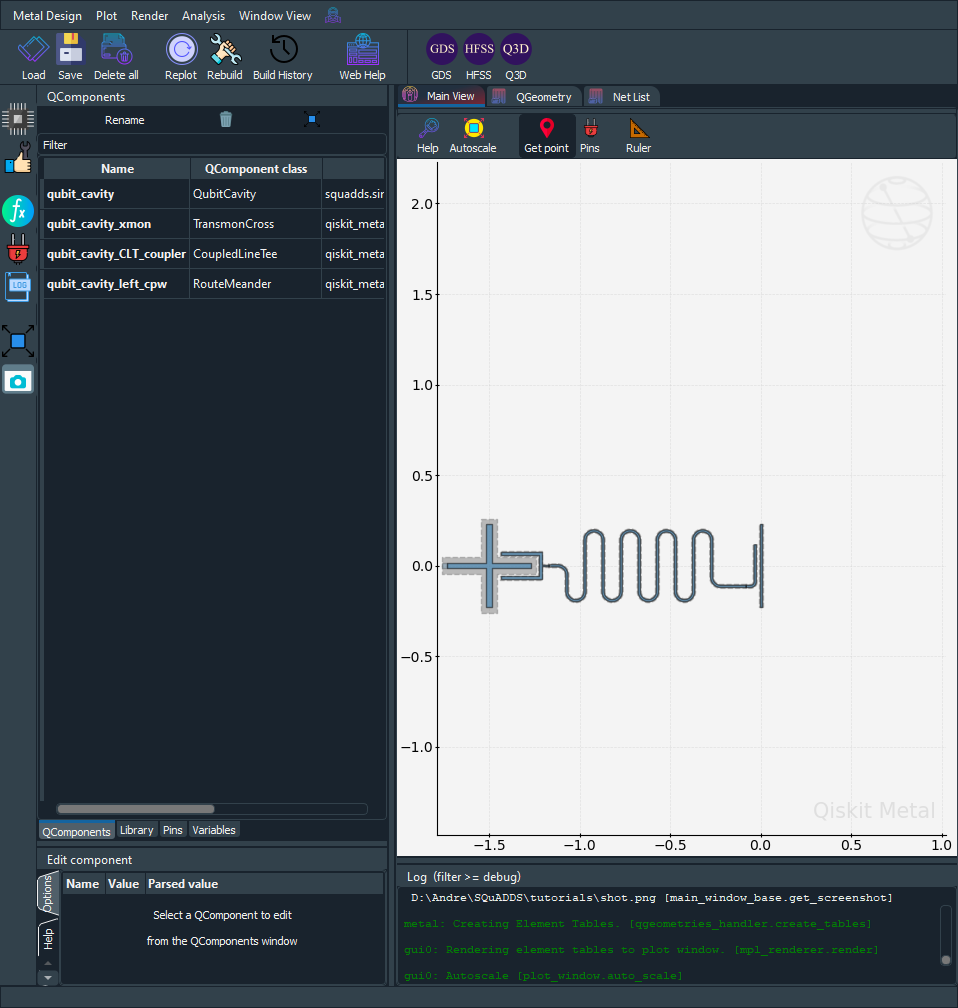 Metal Design Plot Render Analysis Window View
Load Save Delete all Replot Rebuild Build History Web Help GDS HFSS Q3D
GDS HFSS Q3D
QComponents
Rename
Filter
Name QComponent class
qubit_cavity QubitCavity squadds.sir
qubit_cavity_xmon TransmonCross qiskit_meta
qubit_cavity_CLT_coupler CoupledLineTee qiskit_meta
qubit_cavity_left_cpw RouteMeander qiskit_meta
fx
LOG
QComponents Library Pins Variables
Edit component
Options
Help
Name Value Parsed value
Select a QComponent to edit
from the QComponents window
Main View QGeometry Net List
Help Autoscale Get point Pins Ruler
2.0
1.5
1.0
0.5
0.0
−0.5
−1.0
Qiskit Metal
−1.5 −1.0 −0.5 0.0 0.5 1.0
Log (filter >= debug)
D:\Andre\SQuADDS\tutorials\shot.png [main_window_base.get_screenshot]
metal: Creating Element Tables. [qgeometries_handler.create_tables]
gui0: Rendering element tables to plot window. [mpl_renderer.render]
gui0: Autoscale [plot_window.auto_scale]